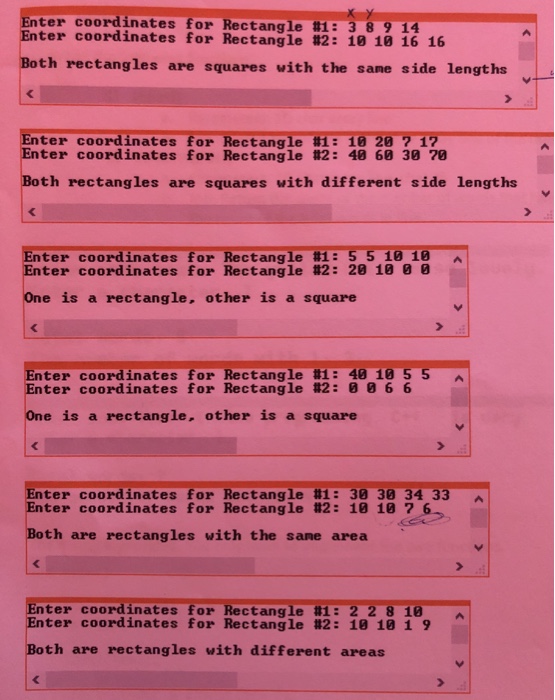 x y
Enter coordinates for Rectangle #1: 3 8 9 14
Enter coordinates for Rectangle #2: 10 10 16 16
Both rectangles are squares with the same side lengths
Enter coordinates for Rectangle #1: 10 20 7 17
Enter coordinates for Rectangle #2: 40 60 30 70
Both rectangles are squares with different side lengths
Enter coordinates for Rectangle #1: 5 5 10 10
Enter coordinates for Rectangle #2: 20 10 0 0
One is a rectangle, other is a square
Enter coordinates for Rectangle #1: 40 10 5 5
Enter coordinates for Rectangle #2: 0 0 6 6
One is a rectangle, other is a square
Enter coordinates for Rectangle #1: 30 30 34 33
Enter coordinates for Rectangle #2: 10 10 7 6
Both are rectangles with the same area
Enter coordinates for Rectangle #1: 2 2 8 10
Enter coordinates for Rectangle #2: 10 10 1 9
Both are rectangles with different areas